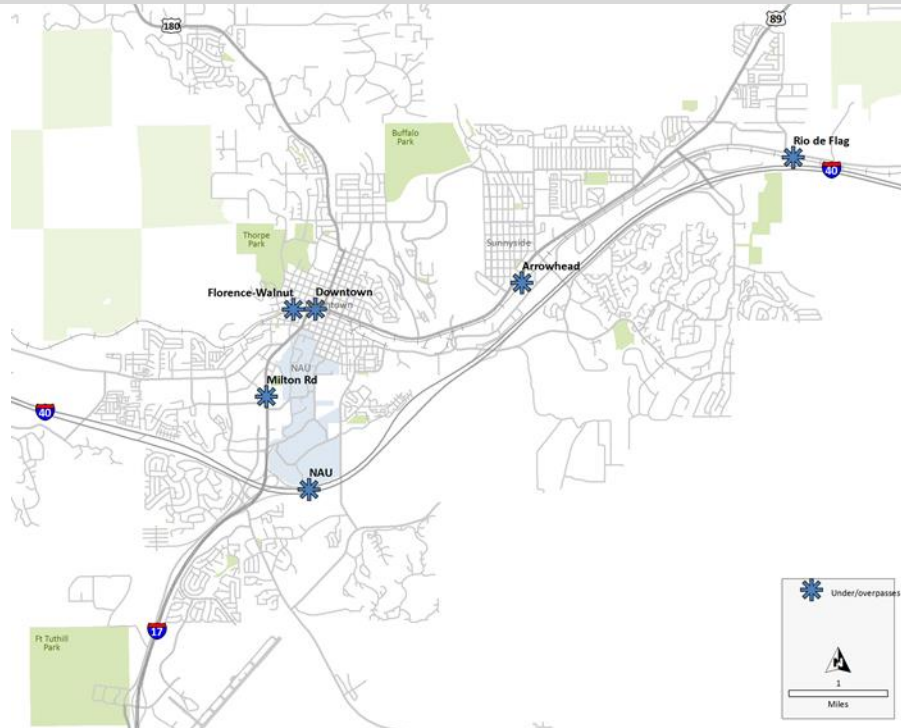 180
89
Rio de Flag
40
Buffalo
Park
Thorpe
Park
Sunnyside
Arrowhead
Florence-Walnut
Downtown
NAU
Milton Rd
40
NAU
17
Ft Tuthill
Park
Under/overpasses
1
Miles